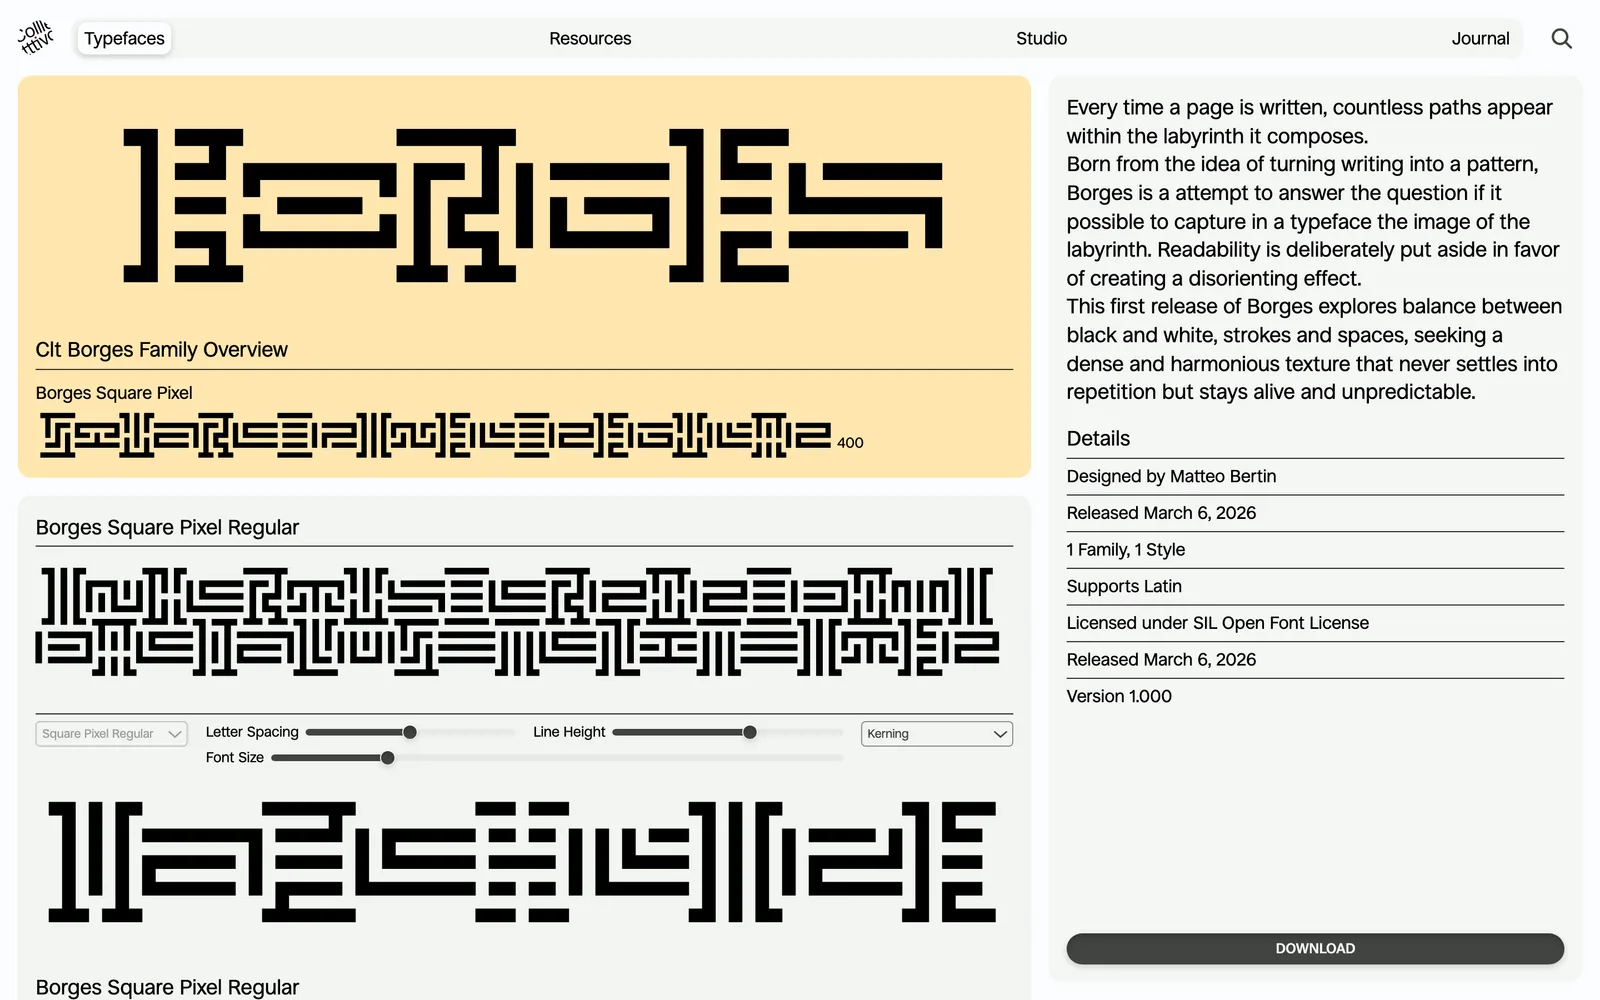 Typefaces
Resources
Studio
Journal
Borges
Clt Borges Family Overview
Borges Square Pixel
400
Borges Square Pixel Regular
Square Pixel Regular
Letter Spacing
Line Height
Kerning
Font Size
Borges Square Pixel Regular
Every time a page is written, countless paths appear
within the labyrinth it composes.
Born from the idea of turning writing into a pattern,
Borges is a attempt to answer the question if it
possible to capture in a typeface the image of the
labyrinth. Readability is deliberately put aside in favor
of creating a disorienting effect.
This first release of Borges explores balance between
black and white, strokes and spaces, seeking a
dense and harmonious texture that never settles into
repetition but stays alive and unpredictable.
Details
Designed by Matteo Bertin
Released March 6, 2026
1 Family, 1 Style
Supports Latin
Licensed under SIL Open Font License
Released March 6, 2026
Version 1.000
DOWNLOAD